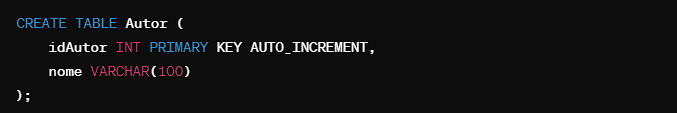 CREATE TABLE Autor (
    idAutor INT PRIMARY KEY AUTO_INCREMENT,
    nome VARCHAR(100)
);